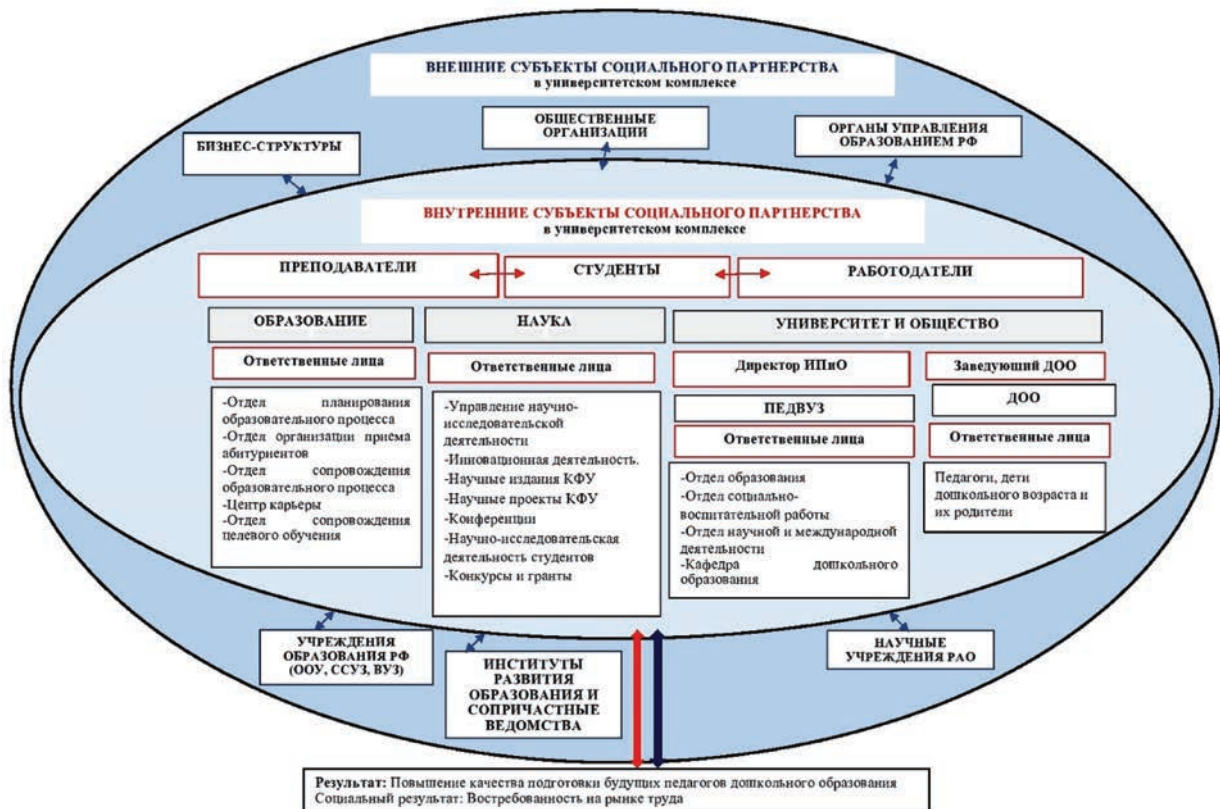 ВНЕШНИЕ СУБЪЕКТЫ СОЦИАЛЬНОГО ПАРТНЕРСТВА
в университетском комплексе
БИЗНЕС-СТРУКТУРЫ
ОБЩЕСТВЕННЫЕ
ОРГАНИЗАЦИИ
ОРГАНЫ УПРАВЛЕНИЯ
ОБРАЗОВАНИЕМ РФ
ВНУТРЕННИЕ СУБЪЕКТЫ СОЦИАЛЬНОГО ПАРТНЕРСТВА
в университетском комплексе
ПРЕПОДАВАТЕЛИ
СТУДЕНТЫ
РАБОТОДАТЕЛИ
ОБРАЗОВАНИЕ
Ответственные лица
-Отдел планирования
образовательного процесса
-Отдел организации приема
абитуриентов
-Отдел сопровождения
образовательного процесса
-Центр карьеры
-Отдел сопровождения
целевого обучения
НАУКА
Ответственные лица
-Управление научно-
исследовательской
деятельности
-Инновационная деятельность.
-Научные издания КФУ
-Научные проекты КФУ
-Конференции
-Научно-исследовательская
деятельность студентов
-Конкурсы и гранты
УНИВЕРСИТЕТ И ОБЩЕСТВО
Директор ИПиО
ПЕДВУЗ
Ответственные лица
-Отдел образования
-Отдел социально-
воспитательной работы
-Отдел научной и международной
деятельности
-Кафедра дошкольного
образования
Заведующий ДОО
ДОО
Ответственные лица
Педагоги, дети
дошкольного возраста и
их родители
УЧРЕЖДЕНИЯ
ОБРАЗОВАНИЯ РФ
(ООУ, ССУЗ, ВУЗ)
ИНСТИТУТЫ
РАЗВИТИЯ
ОБРАЗОВАНИЯ И
СОПРИЧАСТНЫЕ
ВЕДОМСТВА
НАУЧНЫЕ
УЧРЕЖДЕНИЯ РАО
Результат: Повышение качества подготовки будущих педагогов дошкольного образования
Социальный результат: Востребованность на рынке труда